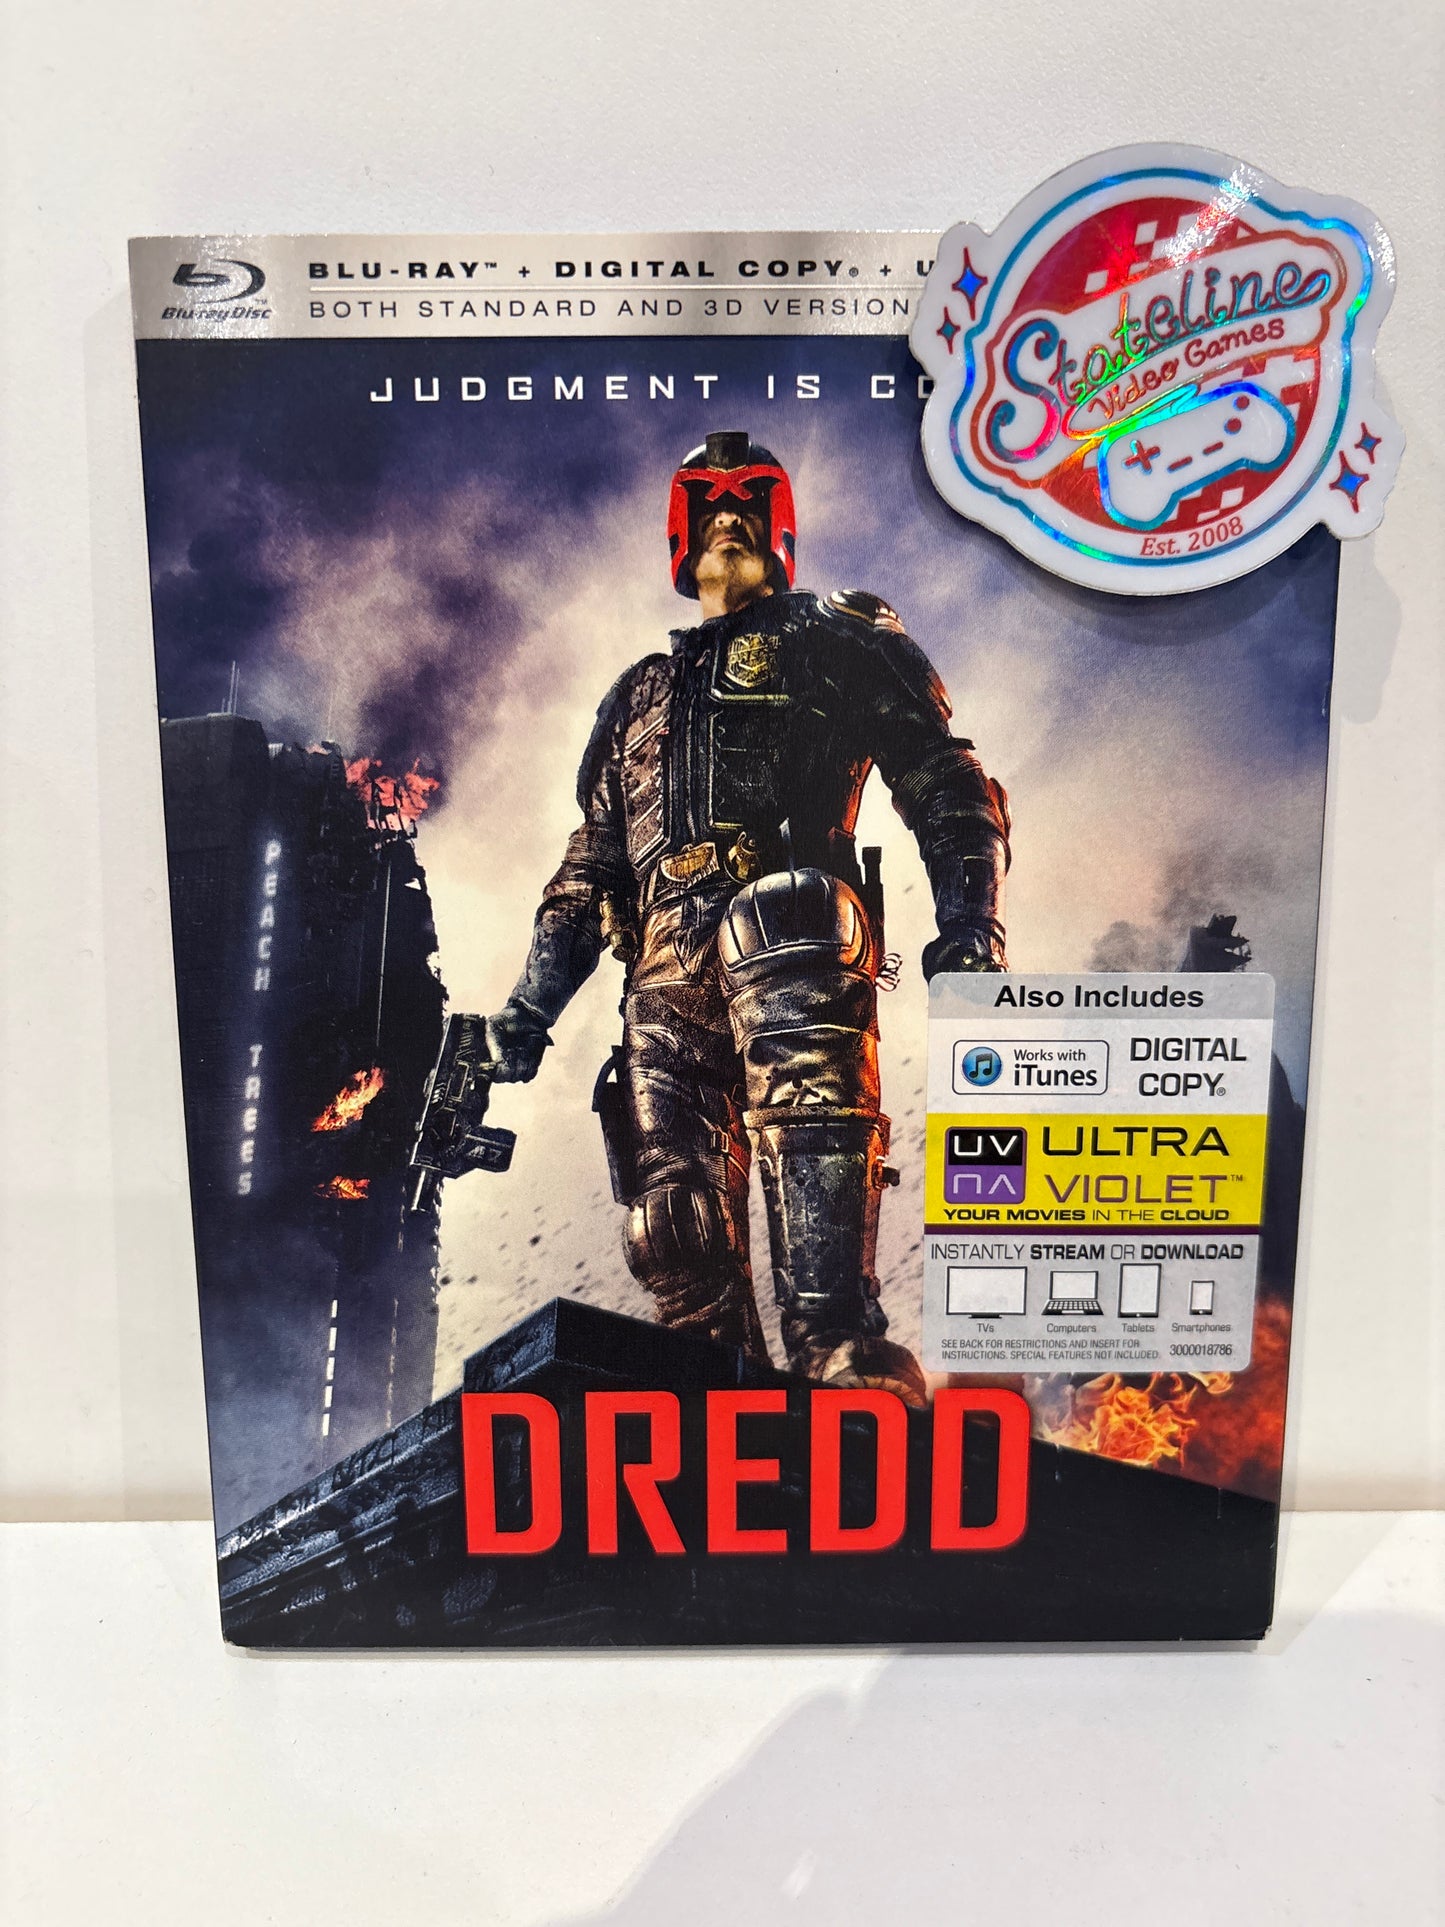 BLU-RAY™ + DIGITAL COPY® + U
BOTH STANDARD AND 3D VERSION
Blu-ray Disc™
JUDGMENT IS CO
Stateline
Video Games
Est. 2008
PEACH TREES
Also Includes
Works with
iTunes
DIGITAL
COPY®
UV
ULTRA
VIOLET™
YOUR MOVIES IN THE CLOUD
INSTANTLY STREAM OR DOWNLOAD
TVs Computers Tablets Smartphones
SEE BACK FOR RESTRICTIONS AND INSERT FOR
INSTRUCTIONS. SPECIAL FEATURES NOT INCLUDED. 3000018786
DREDD